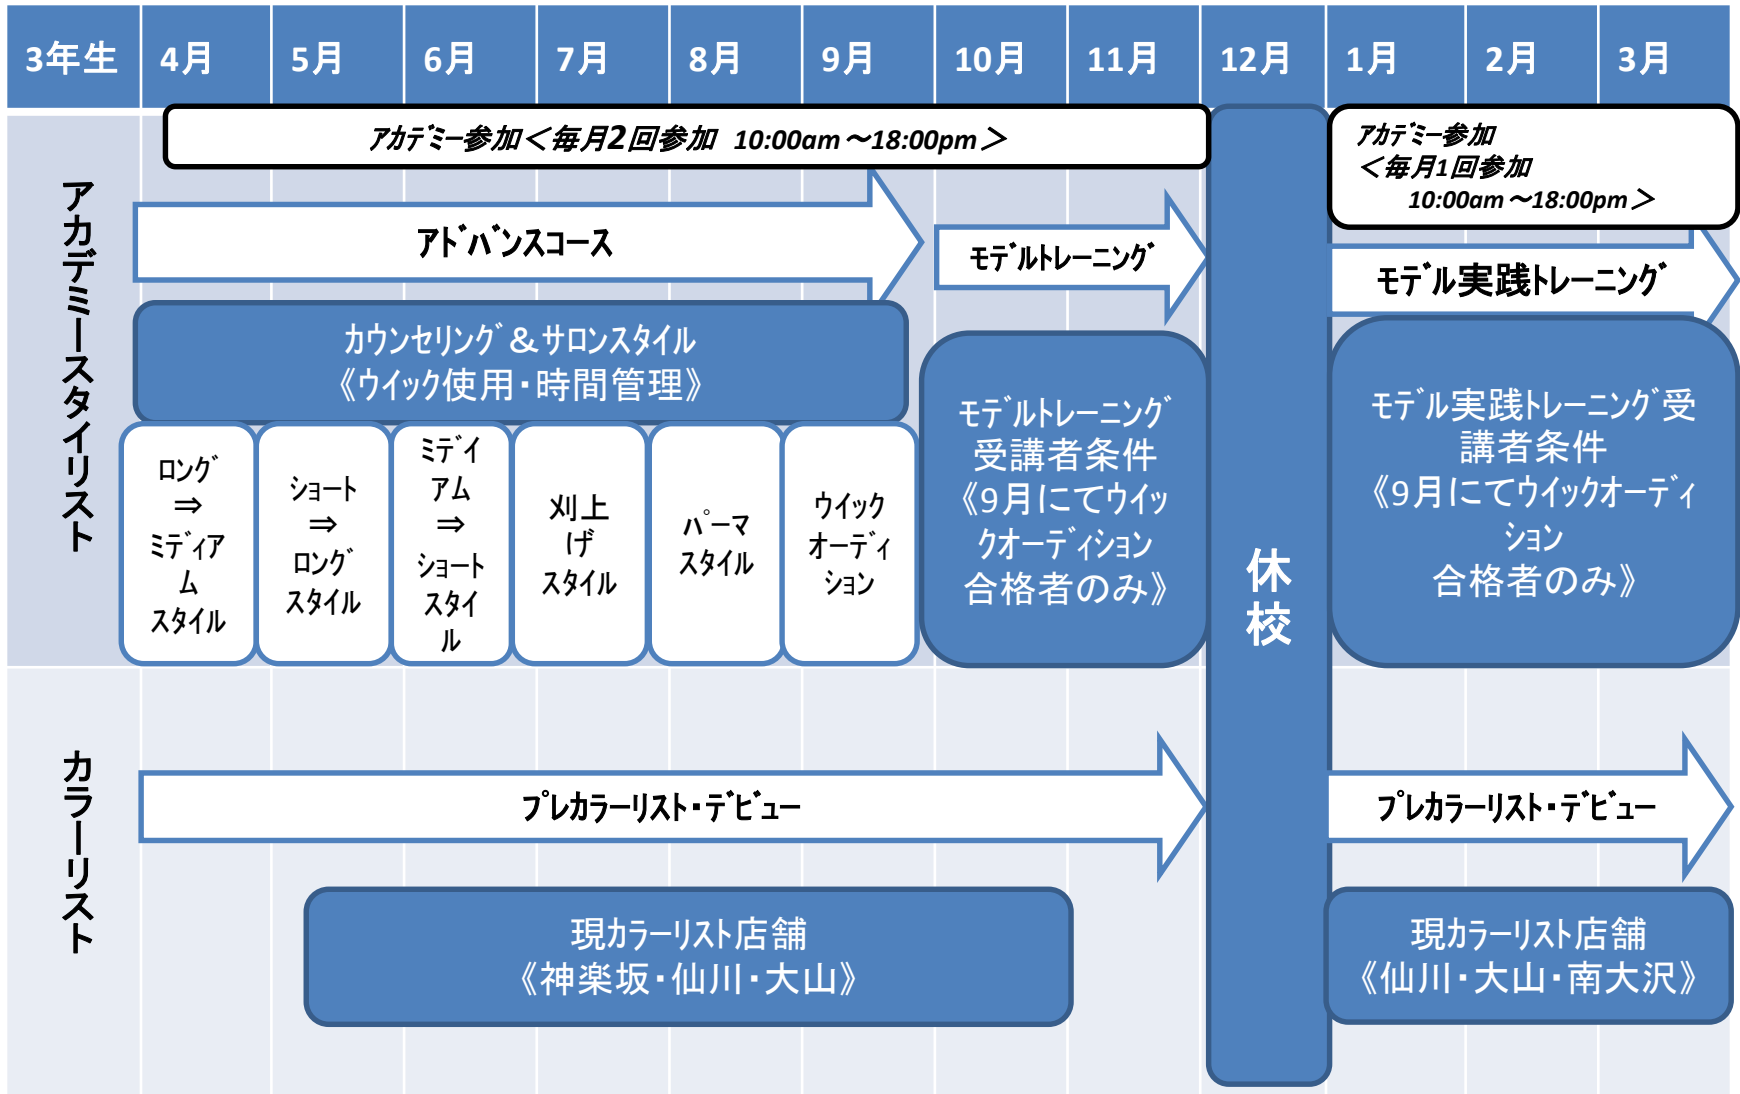 3年生
4月
5月
6月
7月
8月
9月
10月
11月
12月
1月
2月
3月
アカデミースタイリスト
ｱｶﾃﾞﾐｰ参加＜毎月2回参加 10:00am～18:00pm＞
ｱｶﾃﾞﾐｰ参加
＜毎月1回参加
10:00am～18:00pm＞
ｱﾄﾞﾊﾞﾝｽｺｰｽ
ﾓﾃﾞﾙﾄﾚｰﾆﾝｸﾞ
ﾓﾃﾞﾙ実践ﾄﾚｰﾆﾝｸﾞ
ｶｳﾝｾﾘﾝｸﾞ＆ｻﾛﾝｽﾀｲﾙ
《ｳｲｯｸ使用・時間管理》
ﾛﾝｸﾞ
⇒
ﾐﾃﾞｨｱ
ﾑ
ｽﾀｲﾙ
ｼｮｰﾄ
⇒
ﾛﾝｸﾞ
ｽﾀｲﾙ
ﾐﾃﾞｲ
ｱﾑ
⇒
ｼｮｰﾄ
ｽﾀｲ
ﾙ
刈上
げ
ｽﾀｲﾙ
ﾊﾟｰﾏ
ｽﾀｲﾙ
ｳｲｯｸ
ｵｰﾃﾞｨ
ｼｮﾝ
ﾓﾃﾞﾙﾄﾚｰﾆﾝｸﾞ
受講者条件
《9月にてｳｲｯ
ｸｵｰﾃﾞｨｼｮﾝ
合格者のみ》
休校
ﾓﾃﾞﾙ実践ﾄﾚｰﾆﾝｸﾞ受
講者条件
《9月にてｳｲｯｸｵｰﾃﾞｨ
ｼｮﾝ
合格者のみ》
カラーリスト
ﾌﾟﾚｶﾗｰﾘｽﾄ・ﾃﾞﾋﾞｭｰ
ﾌﾟﾚｶﾗｰﾘｽﾄ・ﾃﾞﾋﾞｭｰ
現ｶﾗｰﾘｽﾄ店舗
《神楽坂・仙川・大山》
現ｶﾗｰﾘｽﾄ店舗
《仙川・大山・南大沢》